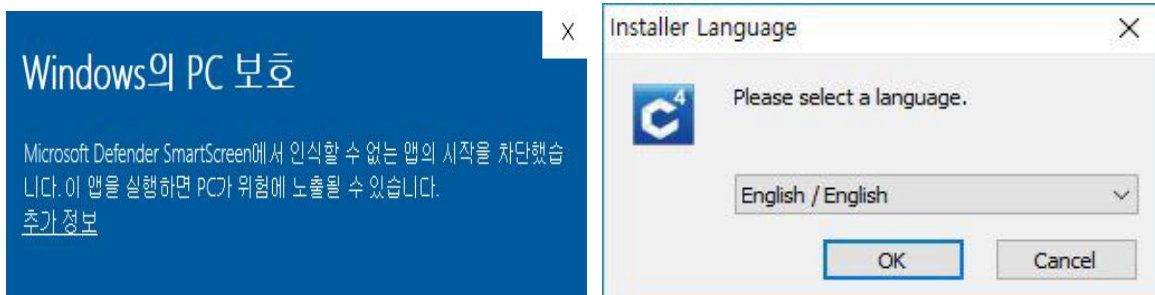 X
Windows의 PC 보호
Microsoft Defender SmartScreen에서 인식할 수 없는 앱의 시작을 차단했습
니다. 이 앱을 실행하면 PC가 위험에 노출될 수 있습니다.
추가 정보
Installer Language
C4
Please select a language.
English / English
OK
Cancel